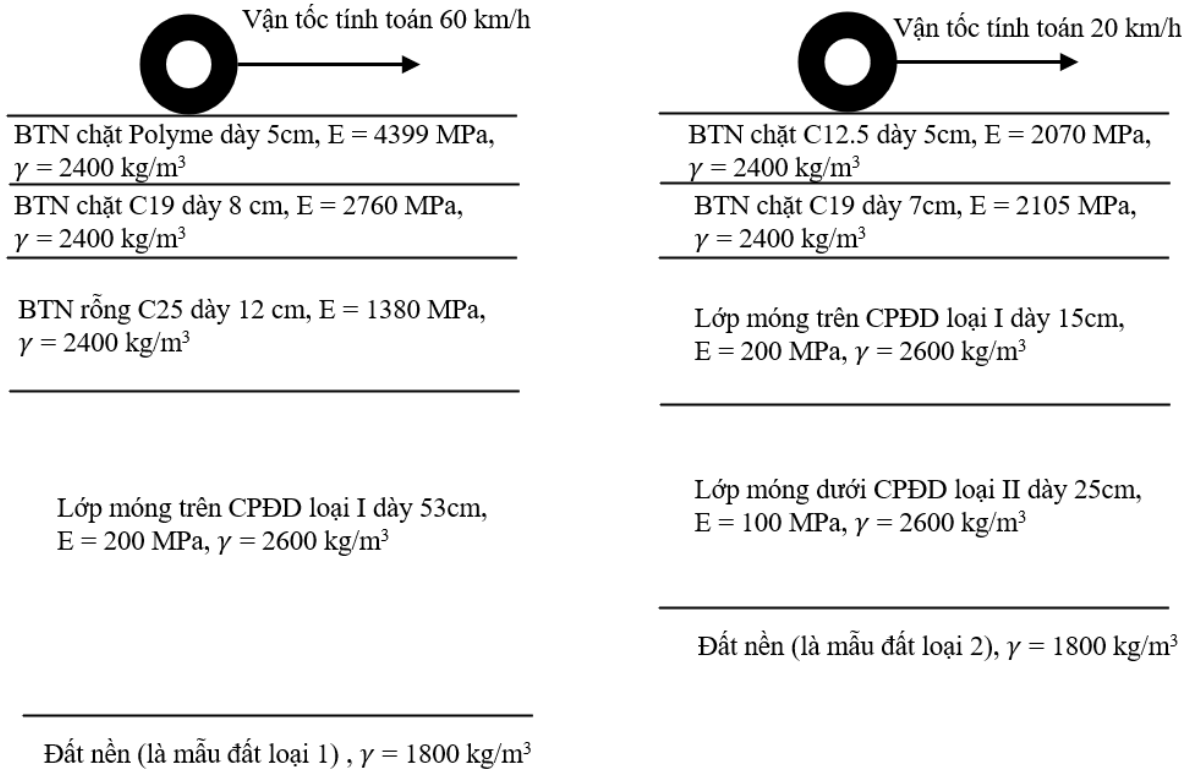 Vận tốc tính toán 60 km/h
BTN chặt Polyme dày 5cm, E = 4399 MPa,
γ = 2400 kg/m³
BTN chặt C19 dày 8 cm, E = 2760 MPa,
γ = 2400 kg/m³
BTN rỗng C25 dày 12 cm, E = 1380 MPa,
γ = 2400 kg/m³
Lớp móng trên CPĐD loại I dày 53cm,
E = 200 MPa, γ = 2600 kg/m³
Đất nền (là mẫu đất loại 1) , γ = 1800 kg/m³
Vận tốc tính toán 20 km/h
BTN chặt C12.5 dày 5cm, E = 2070 MPa,
γ = 2400 kg/m³
BTN chặt C19 dày 7cm, E = 2105 MPa,
γ = 2400 kg/m³
Lớp móng trên CPĐD loại I dày 15cm,
E = 200 MPa, γ = 2600 kg/m³
Lớp móng dưới CPĐD loại II dày 25cm,
E = 100 MPa, γ = 2600 kg/m³
Đất nền (là mẫu đất loại 2), γ = 1800 kg/m³